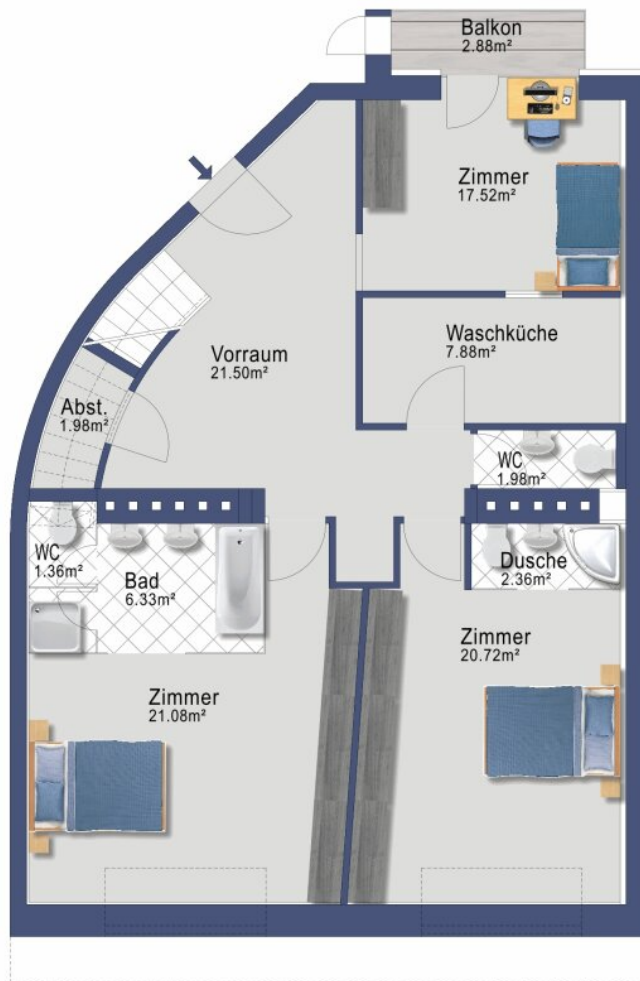 Balkon
2.88m²
Zimmer
17.52m²
Waschküche
7.88m²
Vorraum
21.50m²
Abst.
1.98m²
WC
1.98m²
WC
1.36m²
Bad
6.33m²
Dusche
2.36m²
Zimmer
20.72m²
Zimmer
21.08m²